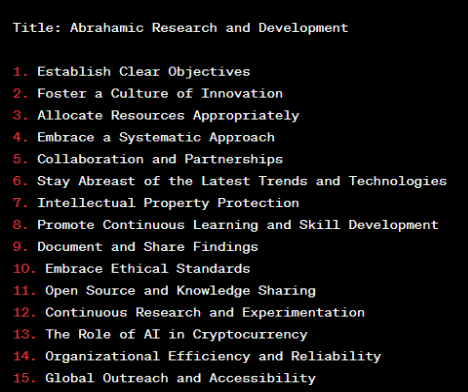 Title: Abrahamic Research and Development
1. Establish Clear Objectives
2. Foster a Culture of Innovation
3. Allocate Resources Appropriately
4. Embrace a Systematic Approach
5. Collaboration and Partnerships
6. Stay Abreast of the Latest Trends and Technologies
7. Intellectual Property Protection
8. Promote Continuous Learning and Skill Development
9. Document and Share Findings
10. Embrace Ethical Standards
11. Open Source and Knowledge Sharing
12. Continuous Research and Experimentation
13. The Role of AI in Cryptocurrency
14. Organizational Efficiency and Reliability
15. Global Outreach and Accessibility